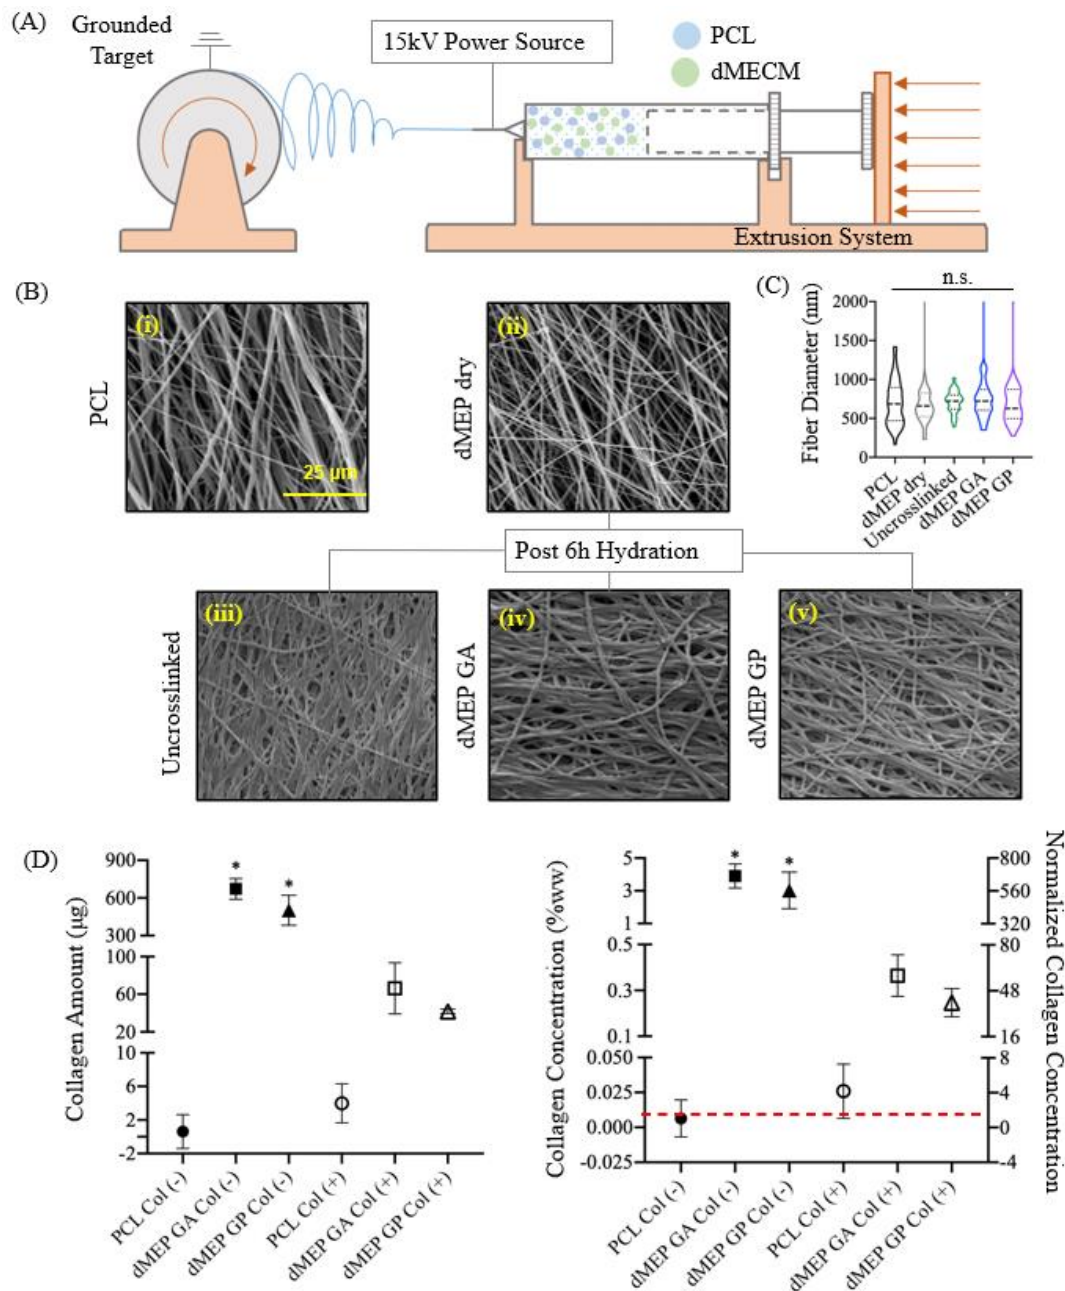 (A)
Grounded
Target
15kV Power Source
PCL
dMECM
Extrusion System
(B)
(i)
PCL
25 µm
(ii)
dMEP dry
(C)
n.s.
Fiber Diameter (nm)
2000
1500
1000
500
0
PCL
dMEP dry
Uncrosslinked
dMEP GA
dMEP GP
Post 6h Hydration
(iii)
Uncrosslinked
(iv)
dMEP GA
(v)
dMEP GP
(D)
Collagen Amount (µg)
900
600
300
100
60
20
10
6
2
-2
* *
PCL Col (-)
dMEP GA Col (-)
dMEP GP Col (-)
PCL Col (+)
dMEP GA Col (+)
dMEP GP Col (+)
Collagen Concentration (%ww)
5
3
1
0.5
0.3
0.1
0.050
0.025
0.000
-0.025
* *
Normalized Collagen Concentration
800
560
320
80
48
16
8
4
0
-4
PCL Col (-)
dMEP GA Col (-)
dMEP GP Col (-)
PCL Col (+)
dMEP GA Col (+)
dMEP GP Col (+)